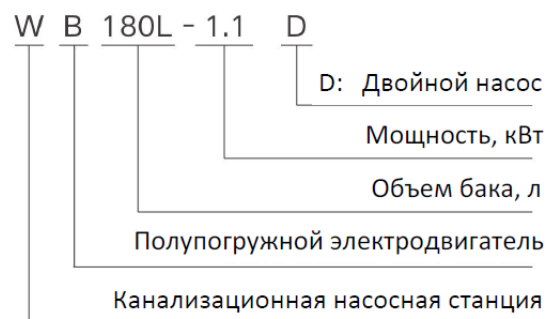 W B 180L - 1.1 D
D: Двойной насос
Мощность, кВт
Объем бака, л
Полупогружной электродвигатель
Канализационная насосная станция